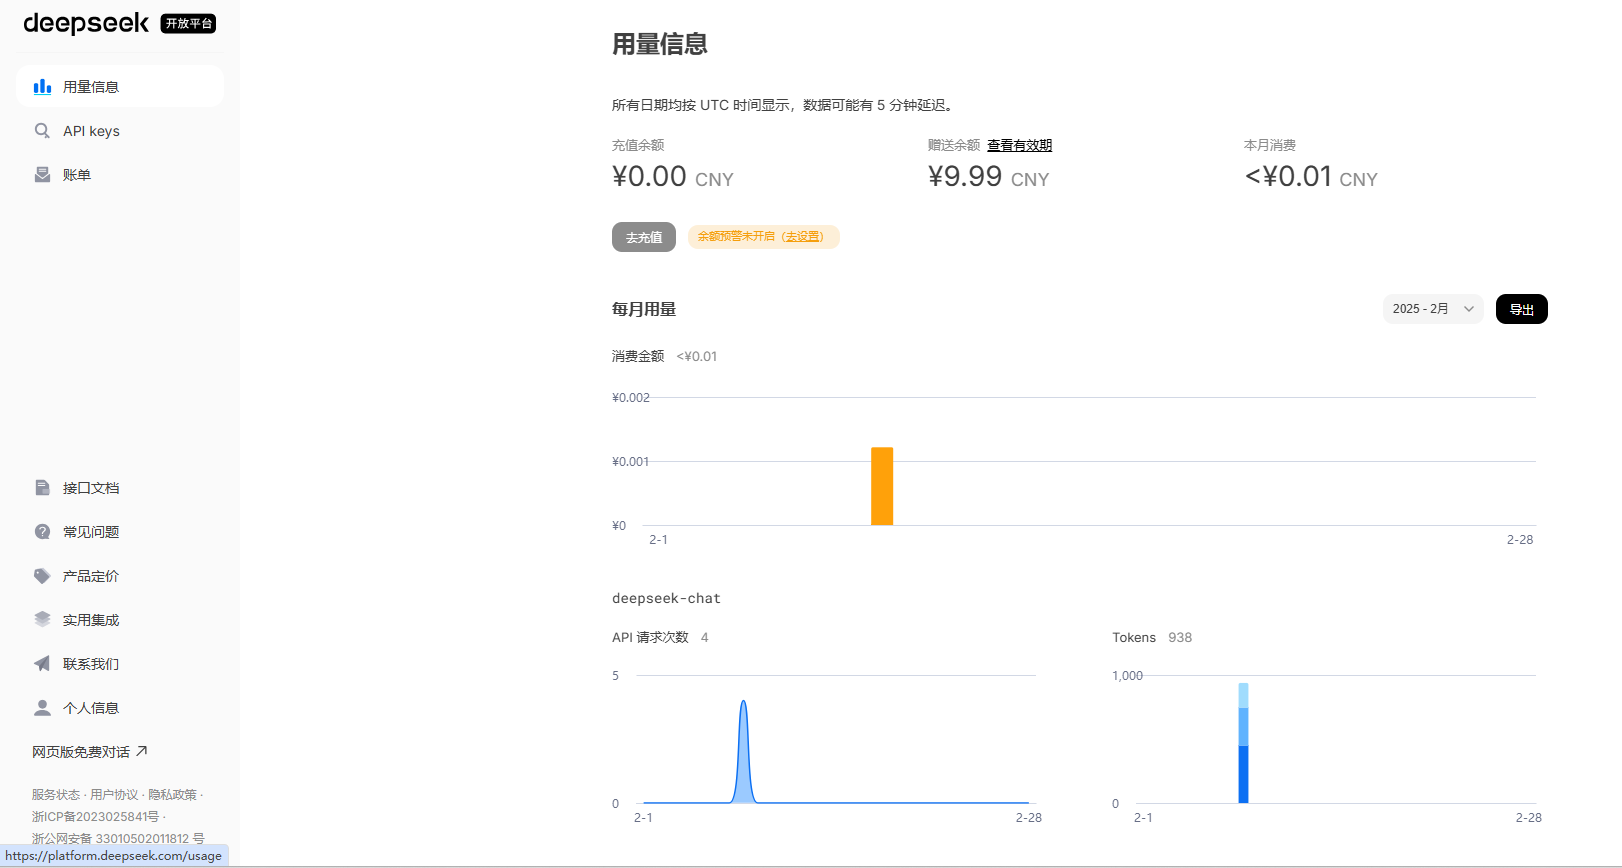 deepseek 开放平台
用量信息
API keys
账单
接口文档
常见问题
产品定价
实用集成
联系我们
个人信息
网页版免费对话
服务状态 · 用户协议 · 隐私政策 ·
浙ICP备2023025841号 ·
浙公网安备 33010502011812 号
https://platform.deepseek.com/usage
用量信息
所有日期均按 UTC 时间显示，数据可能有 5 分钟延迟。
充值余额
¥0.00 CNY
赠送余额 查看有效期
¥9.99 CNY
本月消费
<¥0.01 CNY
去充值
余额预警未开启（去设置）
每月用量
2025 - 2月
导出
消费金额 <¥0.01
¥0.002
¥0.001
¥0
2-1 2-28
deepseek-chat
API 请求次数 4
5
0
2-1 2-28
Tokens 938
1,000
0
2-1 2-28